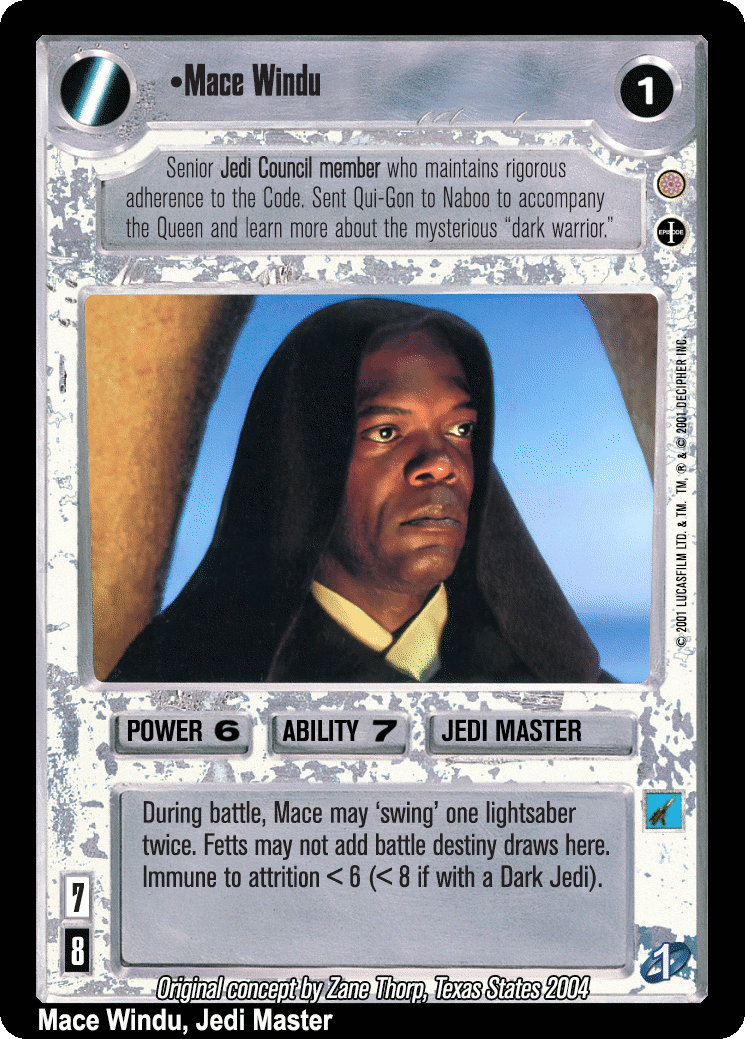 •Mace Windu
1
Senior Jedi Council member who maintains rigorous
adherence to the Code. Sent Qui-Gon to Naboo to accompany
the Queen and learn more about the mysterious “dark warrior.”
EPISODE
I
© 2001 LUCASFILM LTD. & TM. TM, ® & © 2001 DECIPHER INC.
POWER 6
ABILITY 7
JEDI MASTER
During battle, Mace may ‘swing’ one lightsaber
twice. Fetts may not add battle destiny draws here.
Immune to attrition < 6 (< 8 if with a Dark Jedi).
7
8
1
Original concept by Zane Thorp, Texas States 2004
Mace Windu, Jedi Master